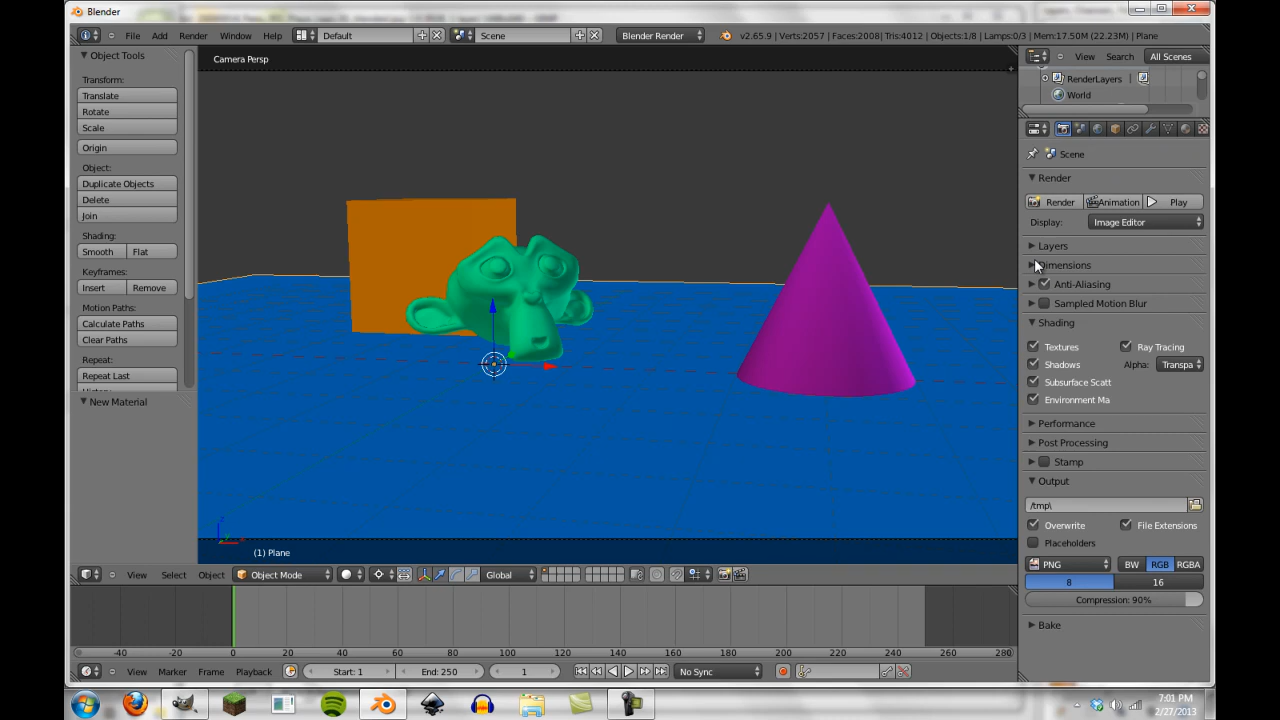 Blender
File Add Render Window Help Default Scene Blender Render v2.65.9 | Verts:2057 | Faces:2008 | Tris:4012 | Objects:1/8 | Lamps:0/3 | Mem:17.50M (22.23M) | Plane
Object Tools
Transform:
Translate
Rotate
Scale
Origin
Object:
Duplicate Objects
Delete
Join
Shading:
Smooth Flat
Keyframes:
Insert Remove
Motion Paths:
Calculate Paths
Clear Paths
Repeat:
Repeat Last
New Material
Camera Persp
(1) Plane
View Select Object Object Mode Global
View Search All Scenes
RenderLayers
World
Scene
Render
Render Animation Play
Display: Image Editor
Layers
Dimensions
Anti-Aliasing
Sampled Motion Blur
Shading
Textures Ray Tracing
Shadows Alpha: Transpa
Subsurface Scatt
Environment Ma
Performance
Post Processing
Stamp
Output
/tmp\
Overwrite File Extensions
Placeholders
PNG BW RGB RGBA
8 16
Compression: 90%
Bake
-40 -20 0 20 40 60 80 100 120 140 160 180 200 220 240 260 280
View Marker Frame Playback Start: 1 End: 250 1 No Sync
7:01 PM
2/27/2013